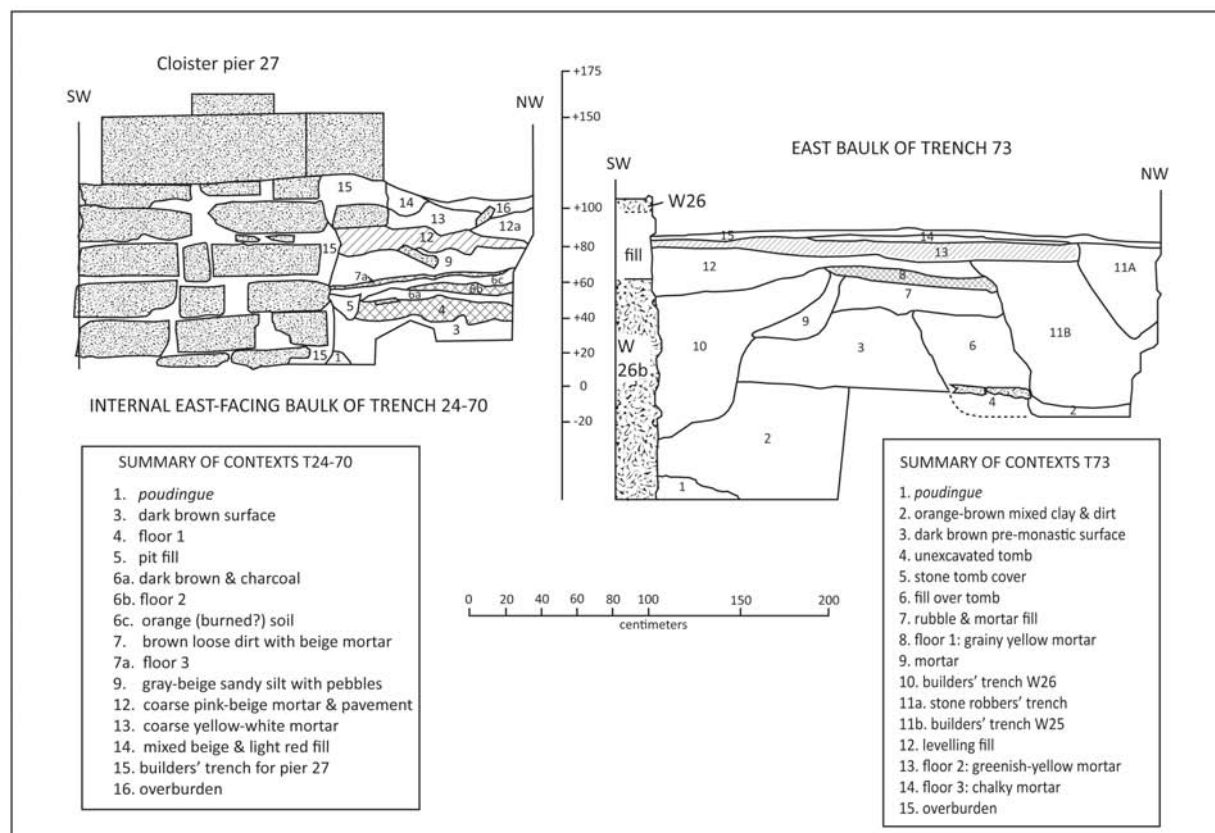 Cloister pier 27
SW
NW
15
14
13
16
12a
12
15
9
7a
6c
6b
6a
5
4
3
15
1
INTERNAL EAST-FACING BAULK OF TRENCH 24-70
SUMMARY OF CONTEXTS T24-70
1. poudingue
3. dark brown surface
4. floor 1
5. pit fill
6a. dark brown & charcoal
6b. floor 2
6c. orange (burned?) soil
7. brown loose dirt with beige mortar
7a. floor 3
9. gray-beige sandy silt with pebbles
12. coarse pink-beige mortar & pavement
13. coarse yellow-white mortar
14. mixed beige & light red fill
15. builders' trench for pier 27
16. overburden
+175
+150
+100
+80
+60
+40
+20
0
-20
0 20 40 60 80 100 150 200
centimeters
EAST BAULK OF TRENCH 73
SW
NW
W26
fill
W
26b
15
14
13
12
11A
8
7
9
10
3
6
11B
4
2
2
1
SUMMARY OF CONTEXTS T73
1. poudingue
2. orange-brown mixed clay & dirt
3. dark brown pre-monastic surface
4. unexcavated tomb
5. stone tomb cover
6. fill over tomb
7. rubble & mortar fill
8. floor 1: grainy yellow mortar
9. mortar
10. builders' trench W26
11a. stone robbers' trench
11b. builders' trench W25
12. levelling fill
13. floor 2: greenish-yellow mortar
14. floor 3: chalky mortar
15. overburden